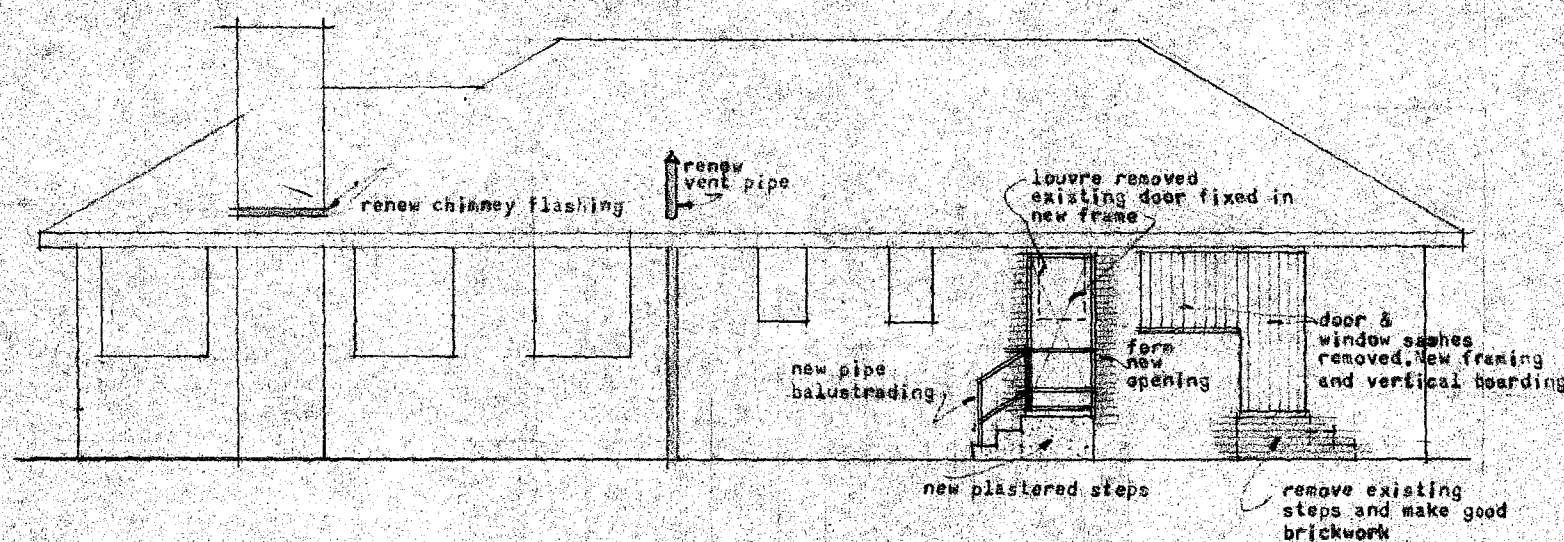 renew
vent pipe
renew chimney flashing
louvre removed
existing door fixed in
new frame
door &
window sashes
removed. New framing
and vertical boarding
form
new
opening
new pipe
balustrading
new plastered steps
remove existing
steps and make good
brickwork